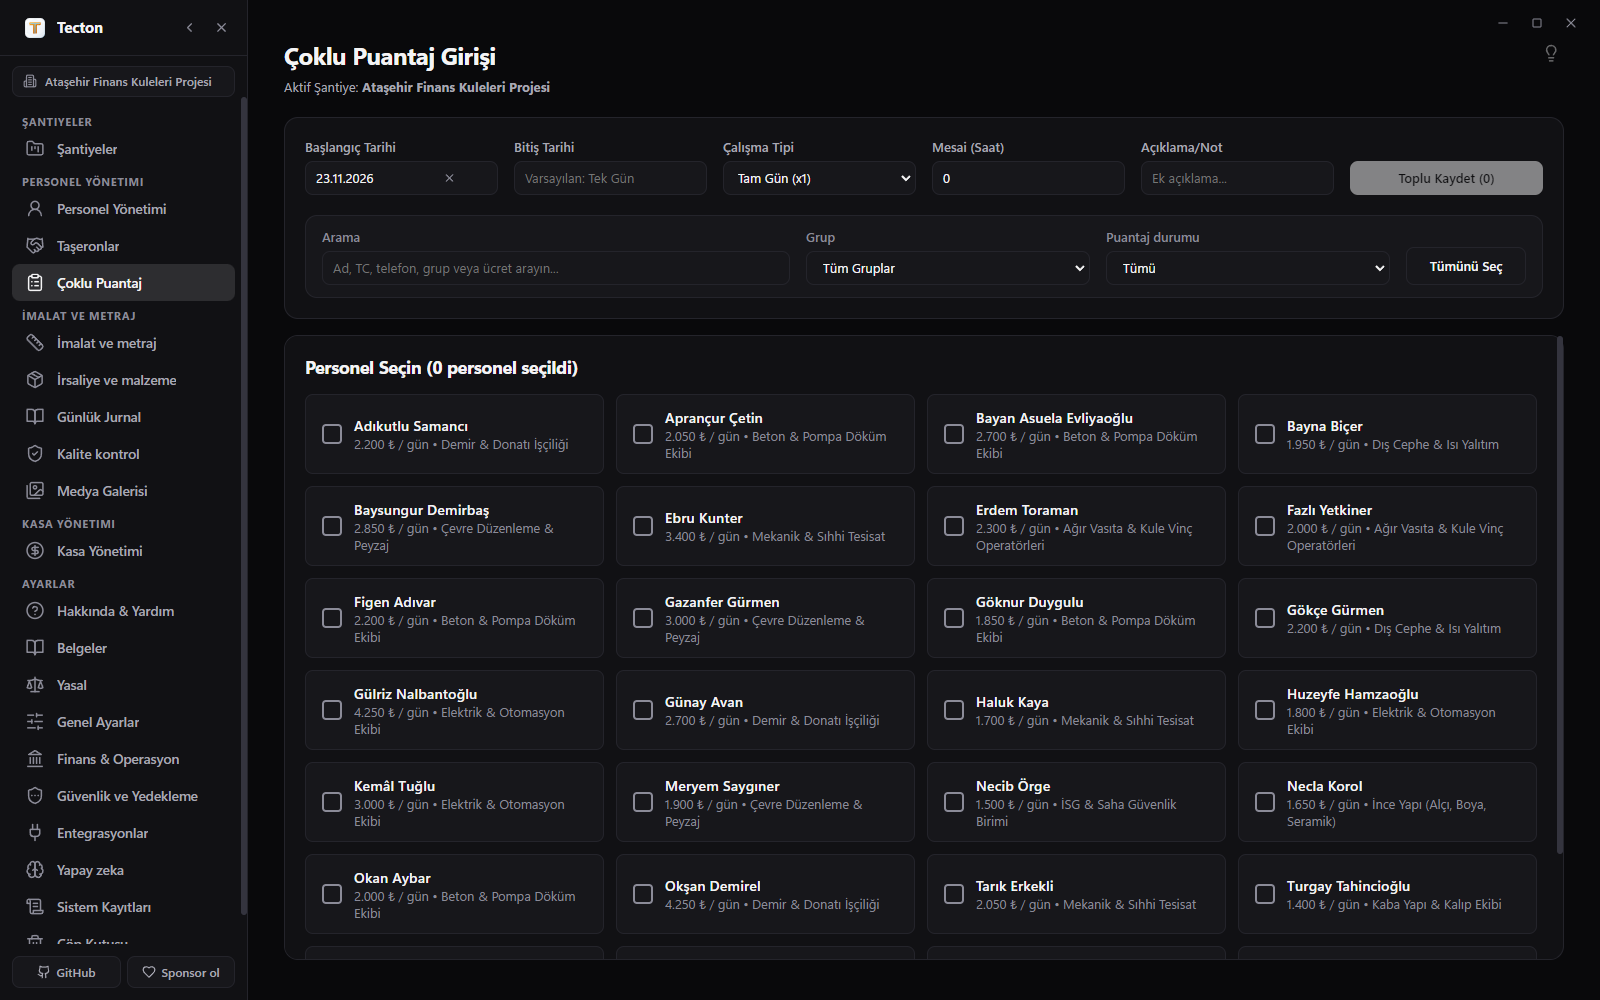 Tecton
Ataşehir Finans Kuleleri Projesi
ŞANTİYELER
Şantiyeler
PERSONEL YÖNETIMI
Personel Yönetimi
Taşeronlar
Çoklu Puantaj
İMALAT VE METRAJ
İmalat ve metraj
İrsaliye ve malzeme
Günlük Jurnal
Kalite kontrol
Medya Galerisi
KASA YÖNETIMI
Kasa Yönetimi
AYARLAR
Hakkında & Yardım
Belgeler
Yasal
Genel Ayarlar
Finans & Operasyon
Güvenlik ve Yedekleme
Entegrasyonlar
Yapay zeka
Sistem Kayıtları
Çöp Kutusu
GitHub
Sponsor ol
Çoklu Puantaj Girişi
Aktif Şantiye: Ataşehir Finans Kuleleri Projesi
Başlangıç Tarihi
23.11.2026
Bitiş Tarihi
Varsayılan: Tek Gün
Çalışma Tipi
Tam Gün (x1)
Mesai (Saat)
0
Açıklama/Not
Ek açıklama...
Toplu Kaydet (0)
Arama
Ad, TC, telefon, grup veya ücret arayın...
Grup
Tüm Gruplar
Puantaj durumu
Tümü
Tümünü Seç
Personel Seçin (0 personel seçildi)
Adıkutlu Samancı
2.200 ₺ / gün • Demir & Donatı İşçiliği
Aprançur Çetin
2.050 ₺ / gün • Beton & Pompa Döküm
Ekibi
Bayan Asuela Evliyaoğlu
2.700 ₺ / gün • Beton & Pompa Döküm
Ekibi
Bayna Biçer
1.950 ₺ / gün • Dış Cephe & Isı Yalıtım
Baysungur Demirbaş
2.850 ₺ / gün • Çevre Düzenleme &
Peyzaj
Ebru Kunter
3.400 ₺ / gün • Mekanik & Sıhhi Tesisat
Erdem Toraman
2.300 ₺ / gün • Ağır Vasıta & Kule Vinç
Operatörleri
Fazlı Yetkiner
2.000 ₺ / gün • Ağır Vasıta & Kule Vinç
Operatörleri
Figen Adıvar
2.200 ₺ / gün • Beton & Pompa Döküm
Ekibi
Gazanfer Gürmen
3.000 ₺ / gün • Çevre Düzenleme &
Peyzaj
Göknur Duygulu
1.850 ₺ / gün • Beton & Pompa Döküm
Ekibi
Gökçe Gürmen
2.200 ₺ / gün • Dış Cephe & Isı Yalıtım
Gülriz Nalbantoğlu
4.250 ₺ / gün • Elektrik & Otomasyon
Ekibi
Günay Avan
2.700 ₺ / gün • Demir & Donatı İşçiliği
Haluk Kaya
1.700 ₺ / gün • Mekanik & Sıhhi Tesisat
Huzeyfe Hamzaoğlu
1.800 ₺ / gün • Elektrik & Otomasyon
Ekibi
Kemâl Tuğlu
3.000 ₺ / gün • Elektrik & Otomasyon
Ekibi
Meryem Saygıner
1.900 ₺ / gün • Çevre Düzenleme &
Peyzaj
Necib Örge
1.500 ₺ / gün • İSG & Saha Güvenlik
Birimi
Necla Korol
1.650 ₺ / gün • İnce Yapı (Alçı, Boya,
Seramik)
Okan Aybar
2.000 ₺ / gün • Beton & Pompa Döküm
Ekibi
Okşan Demirel
4.250 ₺ / gün • Demir & Donatı İşçiliği
Tarık Erkekli
2.050 ₺ / gün • Mekanik & Sıhhi Tesisat
Turgay Tahincioğlu
1.400 ₺ / gün • Kaba Yapı & Kalıp Ekibi